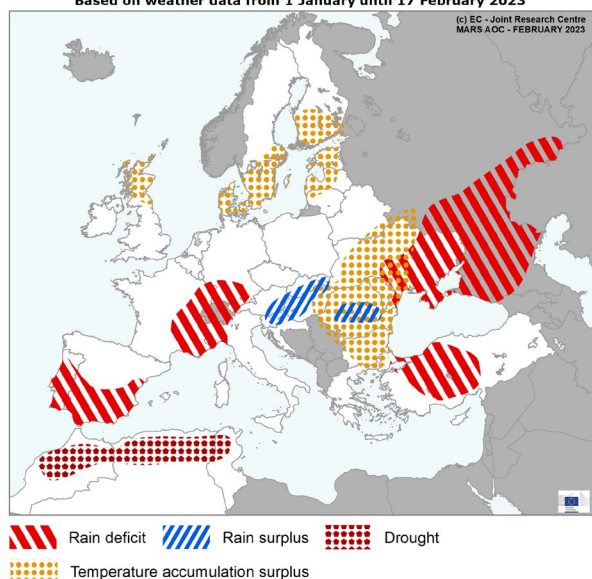 Based on weather data from 1 January until 17 February 2023
(c) EC - Joint Research Centre
MARS AOC - FEBRUARY 2023
Rain deficit
Rain surplus
Drought
Temperature accumulation surplus